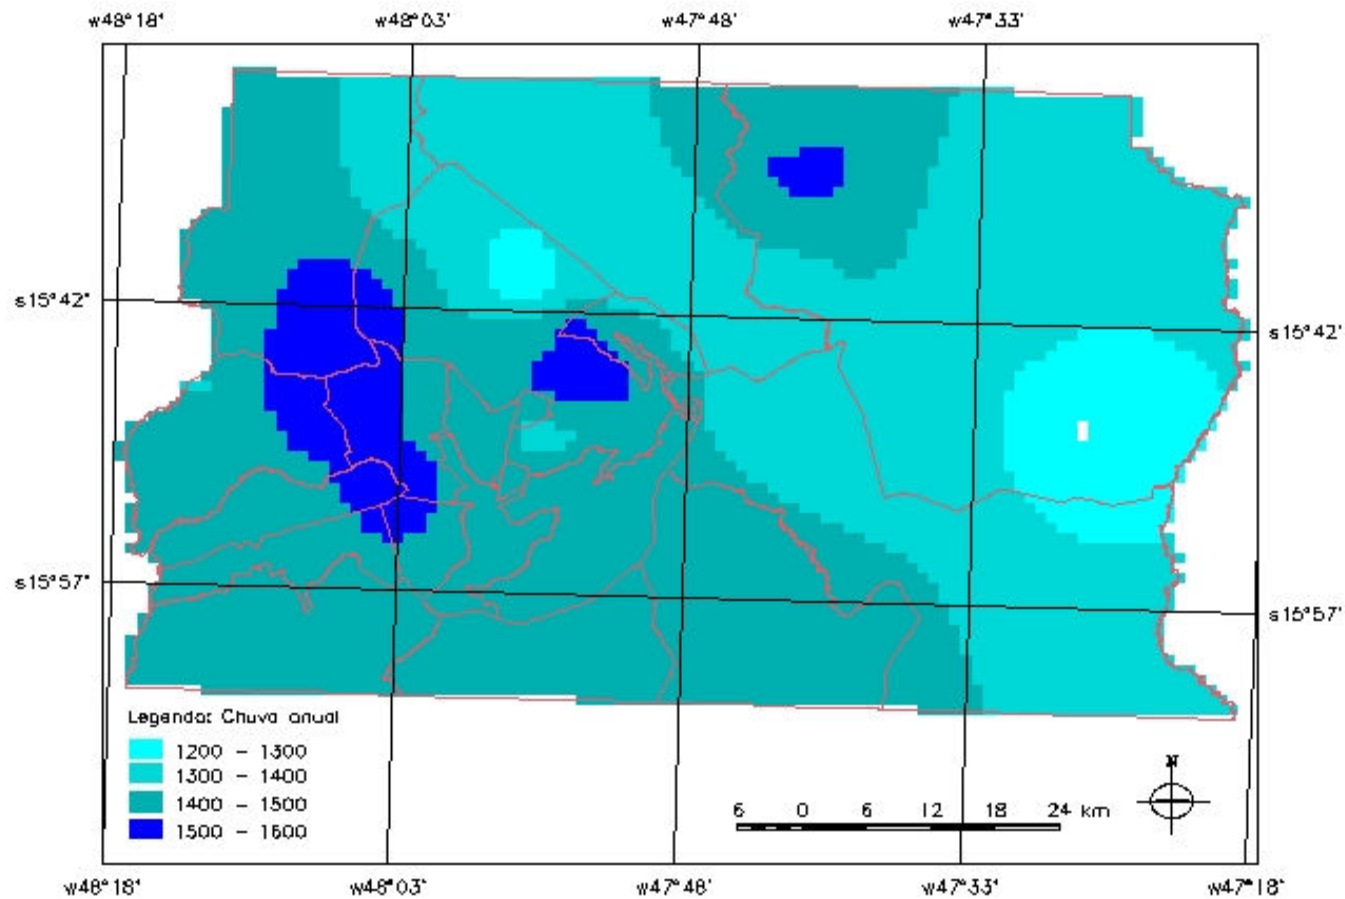 w48°18' w48°03' w47°48' w47°33'
s15°42" s15°42'
s15°57" s15°57'
Legenda: Chuva anual
1200 – 1300
1300 – 1400
1400 – 1500
1500 – 1600
6 0 6 12 18 24 km
N
w48°18' w48°03' w47°48' w47°33' w47°18'